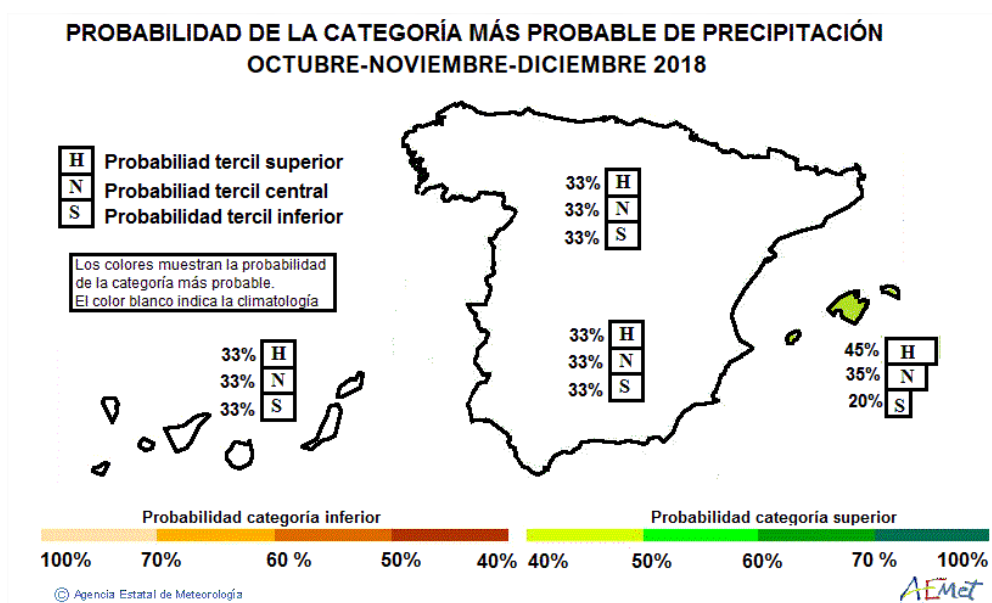 PROBABILIDAD DE LA CATEGORÍA MÁS PROBABLE DE PRECIPITACIÓN
OCTUBRE-NOVIEMBRE-DICIEMBRE 2018
H Probabiliad tercil superior
N Probabiliad tercil central
S Probabilidad tercil inferior
Los colores muestran la probabilidad
de la categoría más probable.
El color blanco indica la climatología
33% H
33% N
33% S
33% H
33% N
33% S
33% H
33% N
33% S
45% H
35% N
20% S
Probabilidad categoría inferior
100% 70% 60 % 50% 40%
Probabilidad categoría superior
40% 50% 60% 70 % 100%
© Agencia Estatal de Meteorología
AEMet